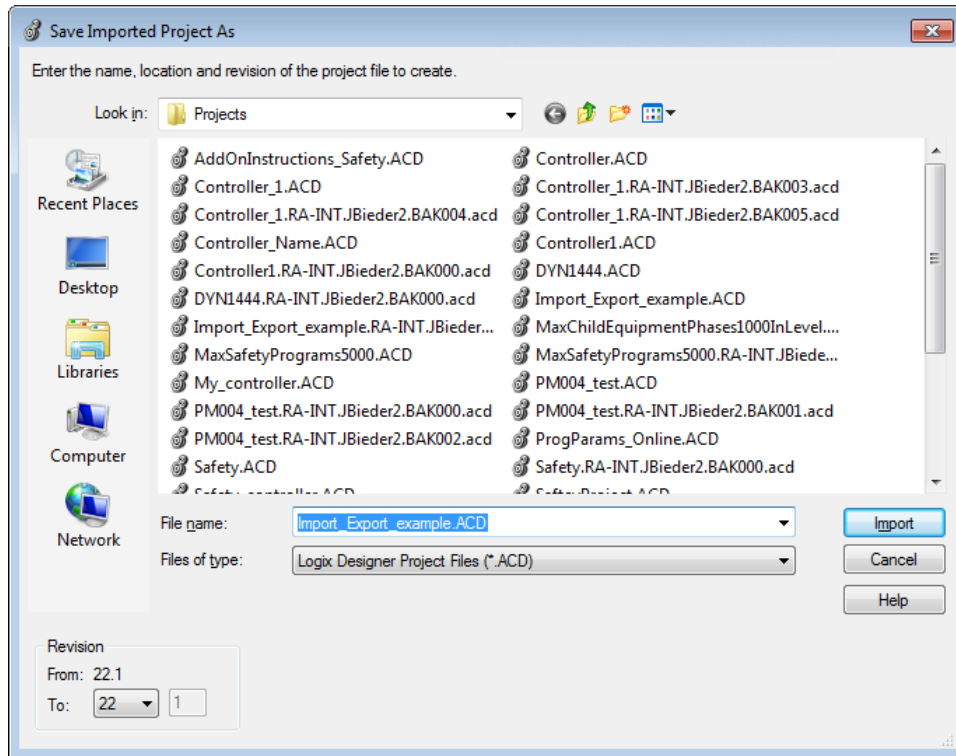 Save Imported Project As
Enter the name, location and revision of the project file to create.
Look in:
Projects
Recent Places
Desktop
Libraries
Computer
Network
AddOnInstructions_Safety.ACD
Controller_1.ACD
Controller_1.RA-INT.JBieder2.BAK004.acd
Controller_Name.ACD
Controller1.RA-INT.JBieder2.BAK000.acd
DYN1444.RA-INT.JBieder2.BAK000.acd
Import_Export_example.RA-INT.JBieder...
MaxSafetyPrograms5000.ACD
My_controller.ACD
PM004_test.RA-INT.JBieder2.BAK000.acd
PM004_test.RA-INT.JBieder2.BAK002.acd
Safety.ACD
Safety_controller.ACD
Controller.ACD
Controller_1.RA-INT.JBieder2.BAK003.acd
Controller_1.RA-INT.JBieder2.BAK005.acd
Controller1.ACD
DYN1444.ACD
Import_Export_example.ACD
MaxChildEquipmentPhases1000InLevel....
MaxSafetyPrograms5000.RA-INT.JBiede...
PM004_test.ACD
PM004_test.RA-INT.JBieder2.BAK001.acd
ProgParams_Online.ACD
Safety.RA-INT.JBieder2.BAK000.acd
File name:
Import_Export_example.ACD
Import
Files of type:
Logix Designer Project Files (*.ACD)
Cancel
Help
Revision
From: 22.1
To:
22
1